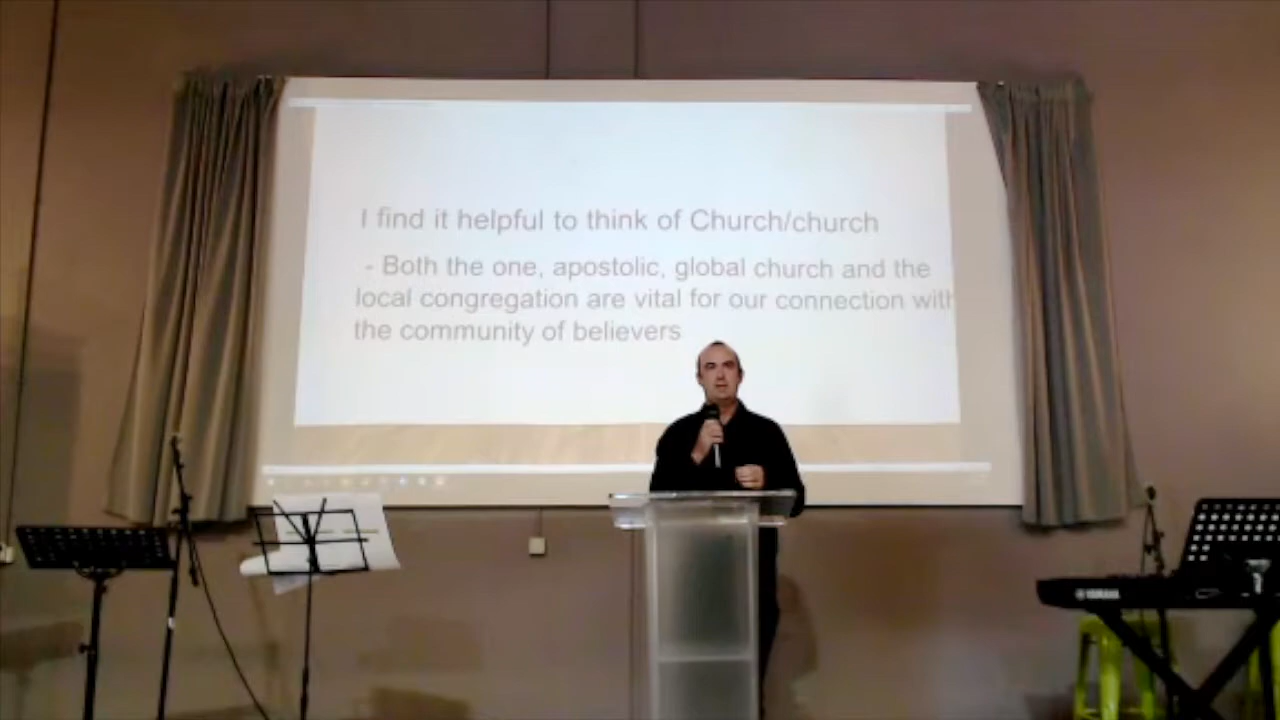 I find it helpful to think of Church/church
- Both the one, apostolic, global church and the
local congregation are vital for our connection with
the community of believers
YAMAHA